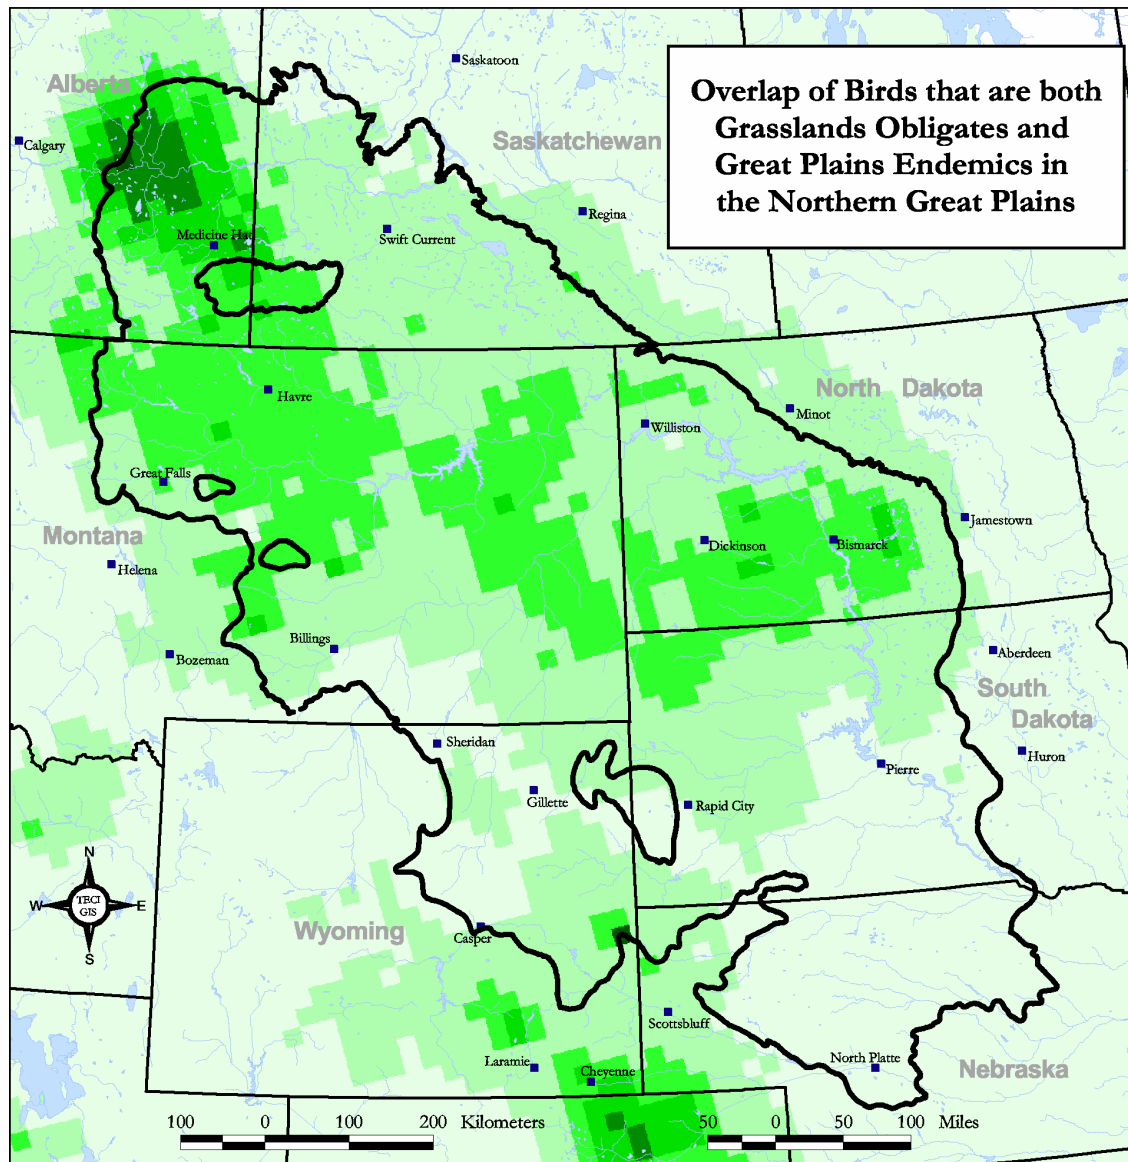 Overlap of Birds that are both
Grasslands Obligates and
Great Plains Endemics in
the Northern Great Plains
Alberta
Saskatoon
Calgary
Saskatchewan
Regina
Medicine Hat
Swift Current
Havre
North Dakota
Minot
Williston
Great Falls
Montana
Helena
Dickinson
Bismarck
Jamestown
Billings
Bozeman
Aberdeen
South
Dakota
Sheridan
Huron
Pierre
Gillette
Rapid City
N
W
TECI
GIS
E
S
Wyoming
Casper
Scottsbluff
Laramie
Cheyenne
North Platte
Nebraska
100 0 100 200 Kilometers
50 0 50 100 Miles